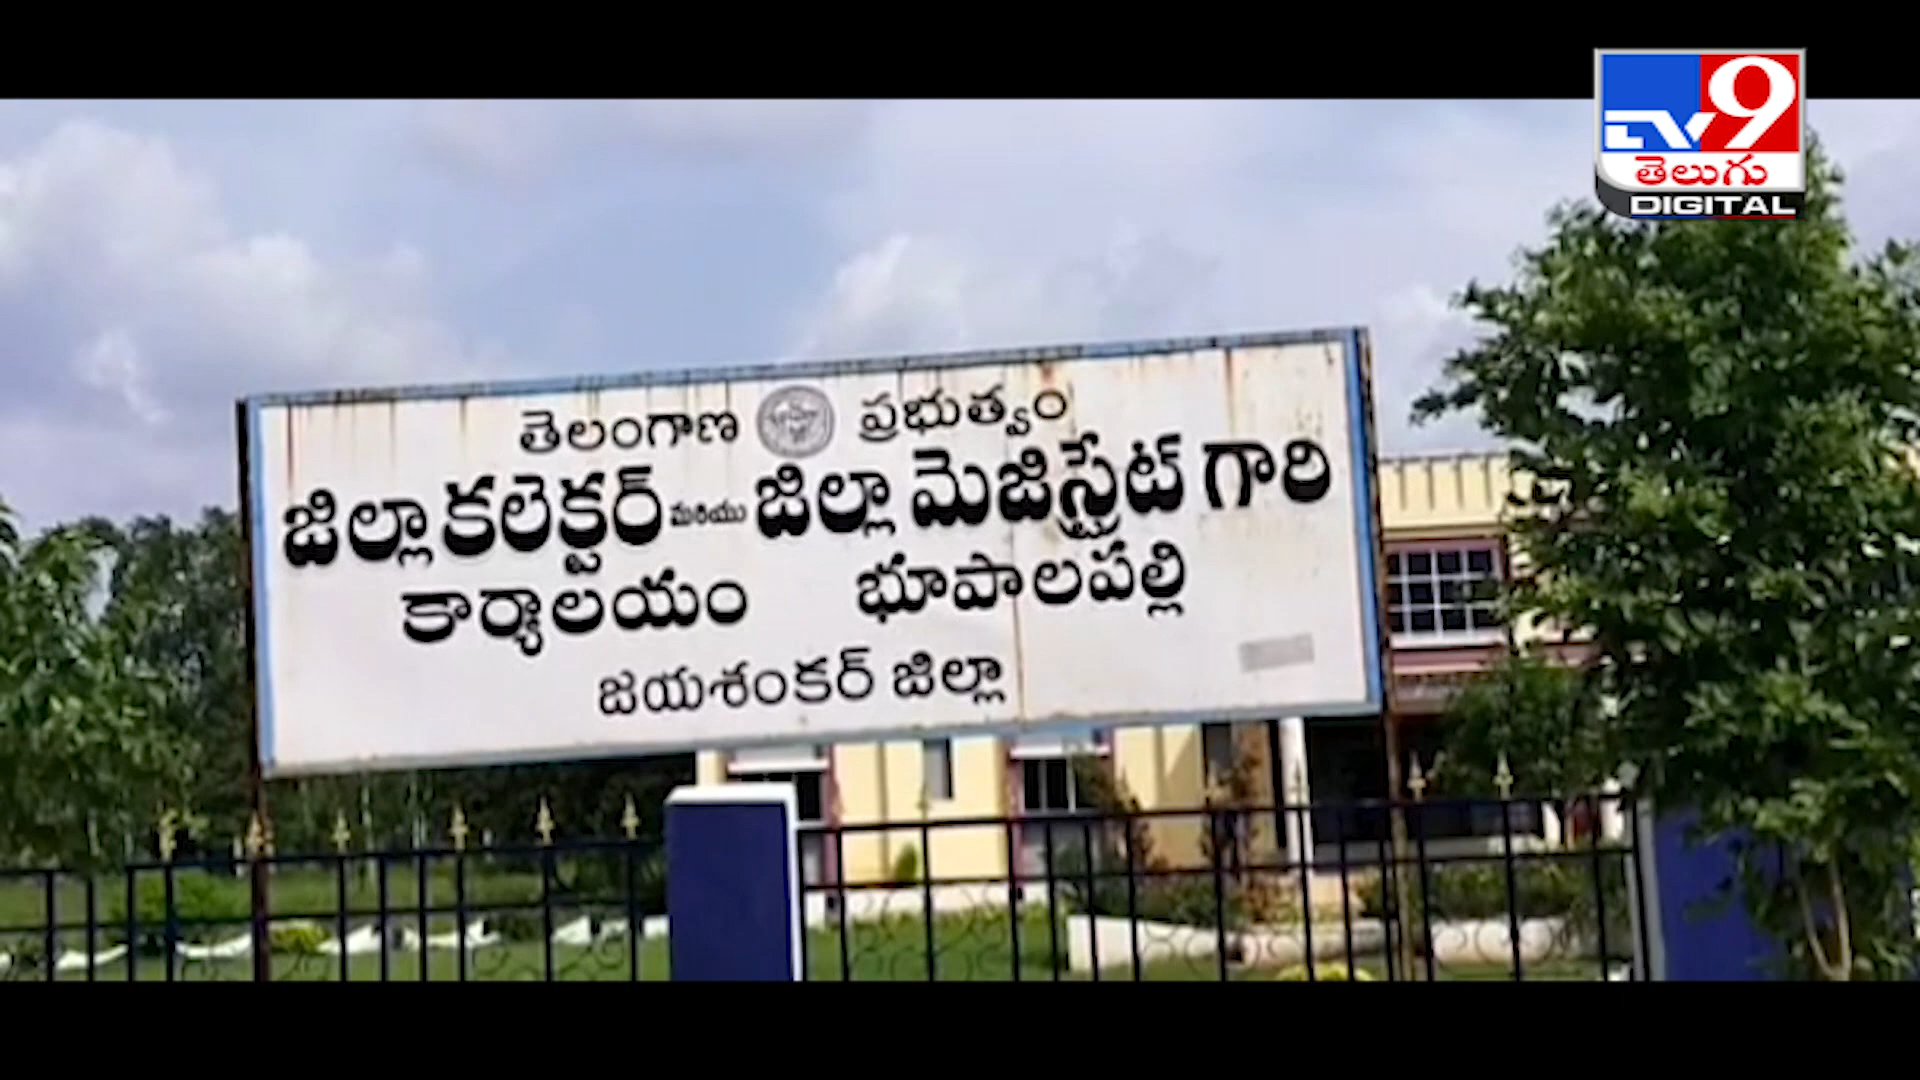 TV9
తెలుగు
DIGITAL
తెలంగాణ ప్రభుత్వం
జిల్లా కలెక్టర్ మరియు జిల్లా మెజిస్ట్రేట్ గారి
కార్యాలయం భూపాలపల్లి
జయశంకర్ జిల్లా